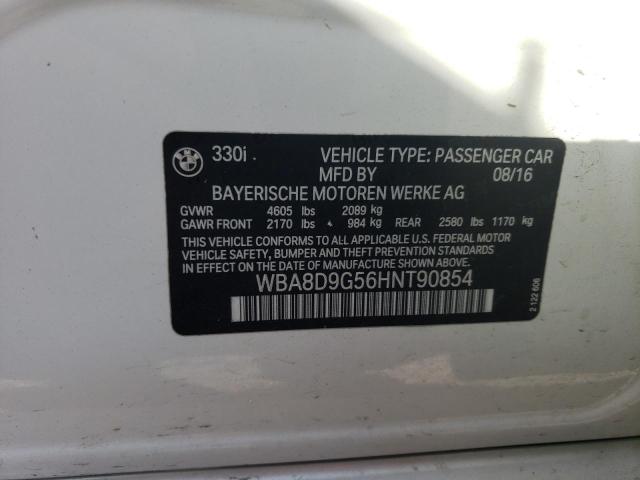 330i
VEHICLE TYPE: PASSENGER CAR
MFD BY 08/16
BAYERISCHE MOTOREN WERKE AG
GVWR 4605 lbs 2089 kg
GAWR FRONT 2170 lbs 984 kg REAR 2580 lbs 1170 kg
THIS VEHICLE CONFORMS TO ALL APPLICABLE U.S. FEDERAL MOTOR
VEHICLE SAFETY, BUMPER AND THEFT PREVENTION STANDARDS
IN EFFECT ON THE DATE OF MANUFACTURE SHOWN ABOVE.
WBA8D9G56HNT90854
2 122 606